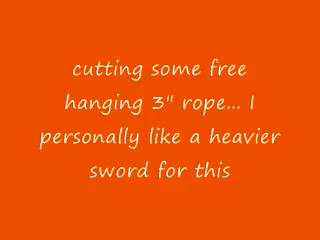 cutting some free
hanging 3" rope... I
personally like a heavier
sword for this